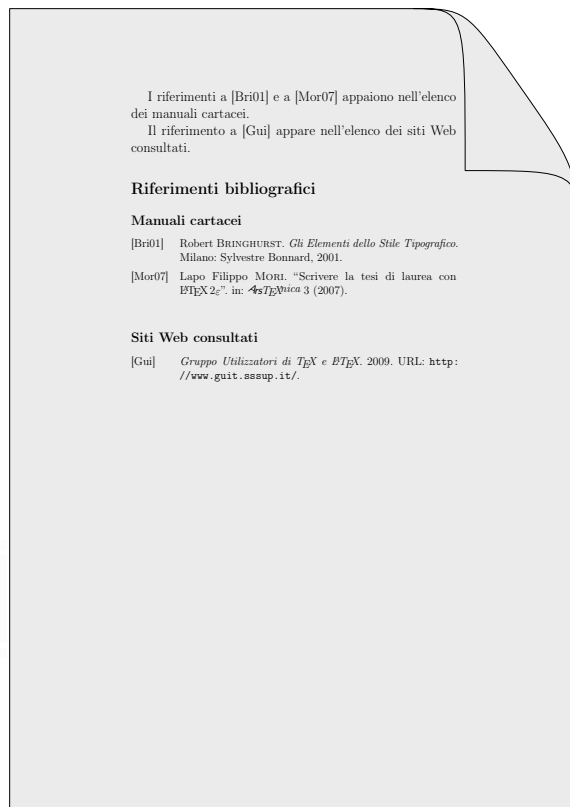 I riferimenti a [Bri01] e a [Mor07] appaiono nell'elenco
dei manuali cartacei.
Il riferimento a [Gui] appare nell'elenco dei siti Web
consultati.
Riferimenti bibliografici
Manuali cartacei
[Bri01] Robert BRINGHURST. Gli Elementi dello Stile Tipografico.
Milano: Sylvestre Bonnard, 2001.
[Mor07] Lapo Filippo MORI. “Scrivere la tesi di laurea con
LATEX 2ε”. in: ArsTEXnica 3 (2007).
Siti Web consultati
[Gui] Gruppo Utilizzatori di TEX e LATEX. 2009. URL: http:
//www.guit.sssup.it/.